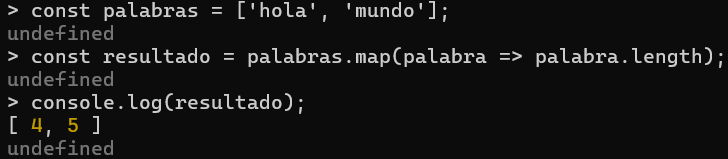 > const palabras = ['hola', 'mundo'];
undefined
> const resultado = palabras.map(palabra => palabra.length);
undefined
> console.log(resultado);
[ 4, 5 ]
undefined